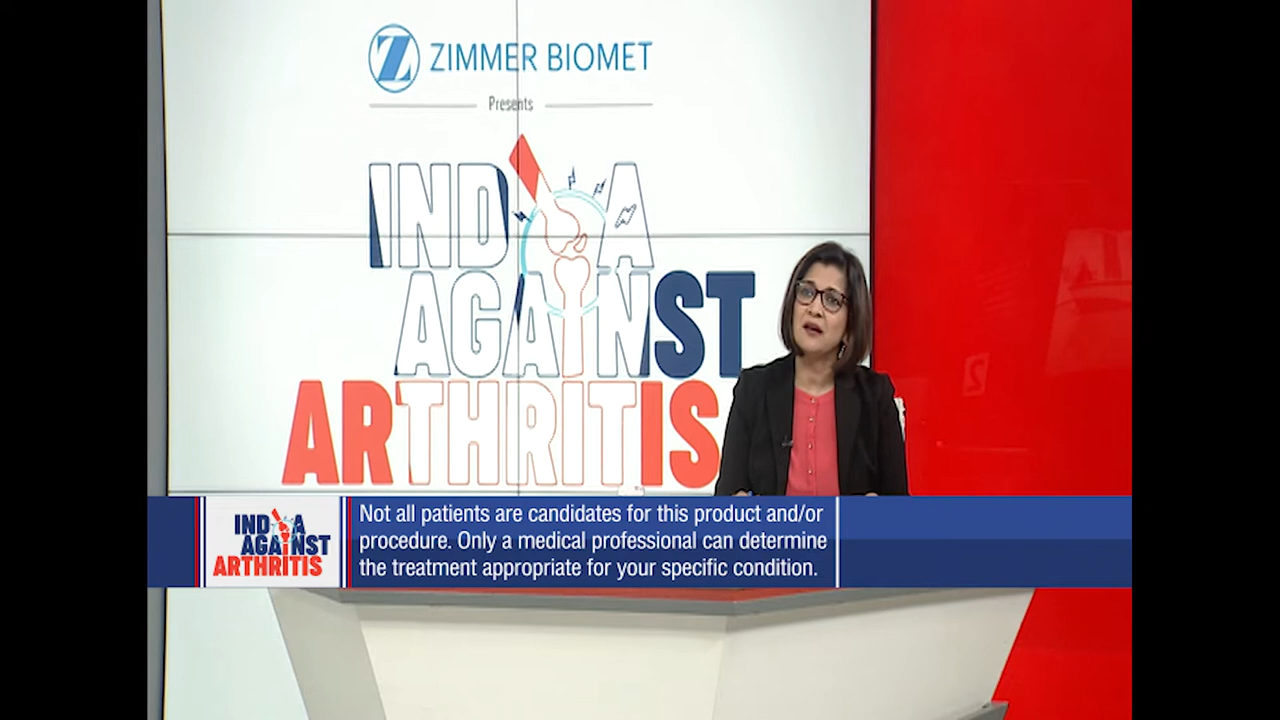 ZIMMER BIOMET
Presents
INDIA
AGAINST
ARTHRITIS
INDIA
AGAINST
ARTHRITIS
Not all patients are candidates for this product and/or
procedure. Only a medical professional can determine
the treatment appropriate for your specific condition.